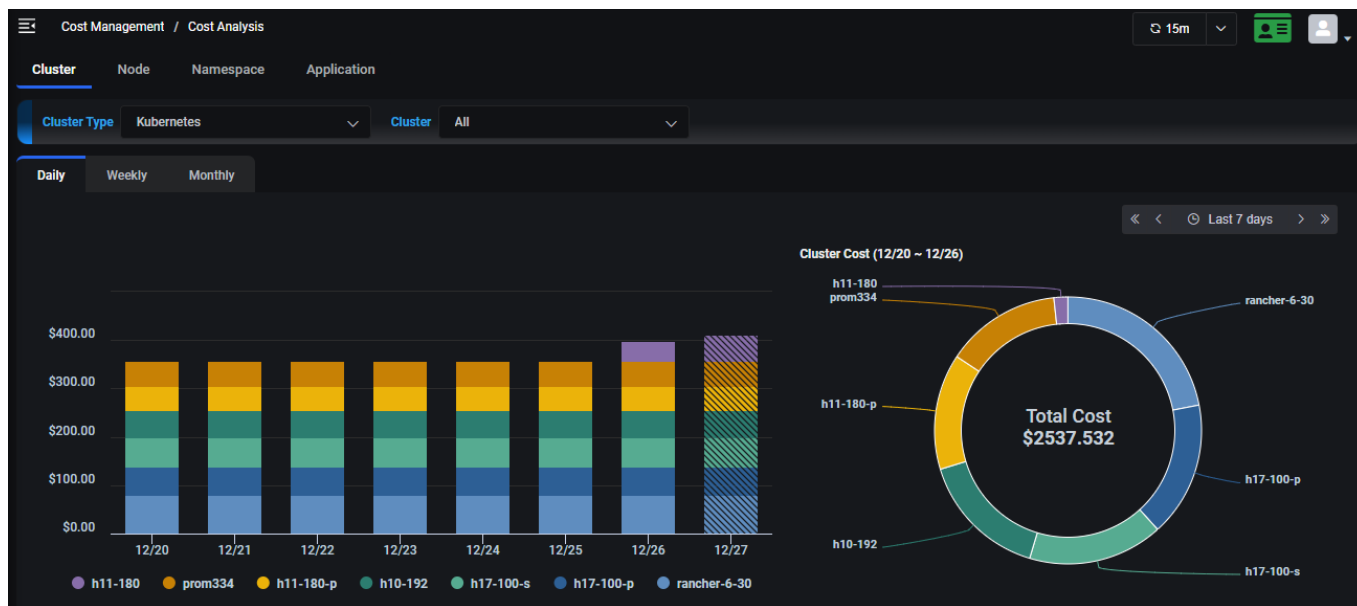 Cost Management / Cost Analysis
15m
Cluster Node Namespace Application
Cluster Type Kubernetes Cluster All
Daily Weekly Monthly
Last 7 days
Cluster Cost (12/20 ~ 12/26)
$400.00
$300.00
$200.00
$100.00
$0.00
12/20 12/21 12/22 12/23 12/24 12/25 12/26 12/27
h11-180 prom334 h11-180-p h10-192 h17-100-s h17-100-p rancher-6-30
h11-180
prom334
rancher-6-30
h11-180-p
Total Cost
$2537.532
h17-100-p
h10-192
h17-100-s